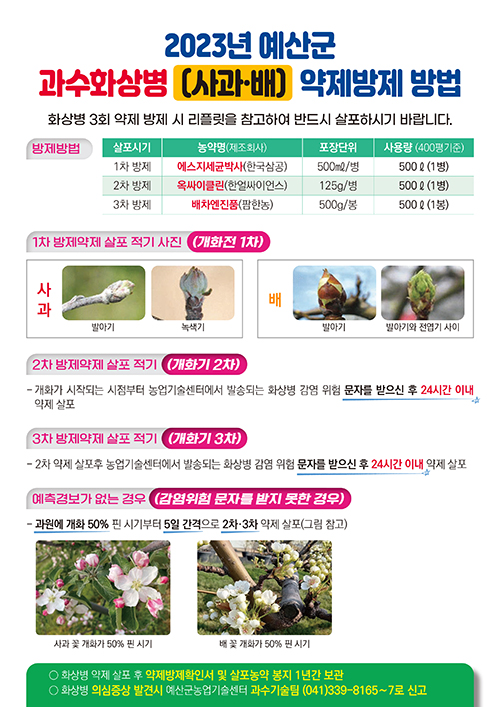 2023년 예산군
과수화상병 (사과·배) 약제방제 방법
화상병 3회 약제 방제 시 리플릿을 참고하여 반드시 살포하시기 바랍니다.
방제방법
살포시기 농약명(제조회사) 포장단위 사용량 (400평기준)
1차 방제 에스지세균박사(한국삼공) 500㎖/병 500ℓ(1병)
2차 방제 옥싸이클린(한얼싸이언스) 125g/병 500ℓ(1병)
3차 방제 배차엔진품(팜한농) 500g/봉 500ℓ(1봉)
1차 방제약제 살포 적기 사진 (개화전 1차)
사과
발아기 녹색기
배
발아기 발아기와 전엽기 사이
2차 방제약제 살포 적기 (개화기 2차)
- 개화가 시작되는 시점부터 농업기술센터에서 발송되는 화상병 감염 위험 문자를 받으신 후 24시간 이내
약제 살포
3차 방제약제 살포 적기 (개화기 3차)
- 2차 약제 살포후 농업기술센터에서 발송되는 화상병 감염 위험 문자를 받으신 후 24시간 이내 약제 살포
예측경보가 없는 경우 (감염위험 문자를 받지 못한 경우)
- 과원에 개화 50% 핀 시기부터 5일 간격으로 2차·3차 약제 살포(그림 참고)
사과 꽃 개화가 50% 핀 시기 배 꽃 개화가 50% 핀 시기
○ 화상병 약제 살포 후 약제방제확인서 및 살포농약 봉지 1년간 보관
○ 화상병 의심증상 발견시 예산군농업기술센터 과수기술팀 (041)339-8165~7로 신고